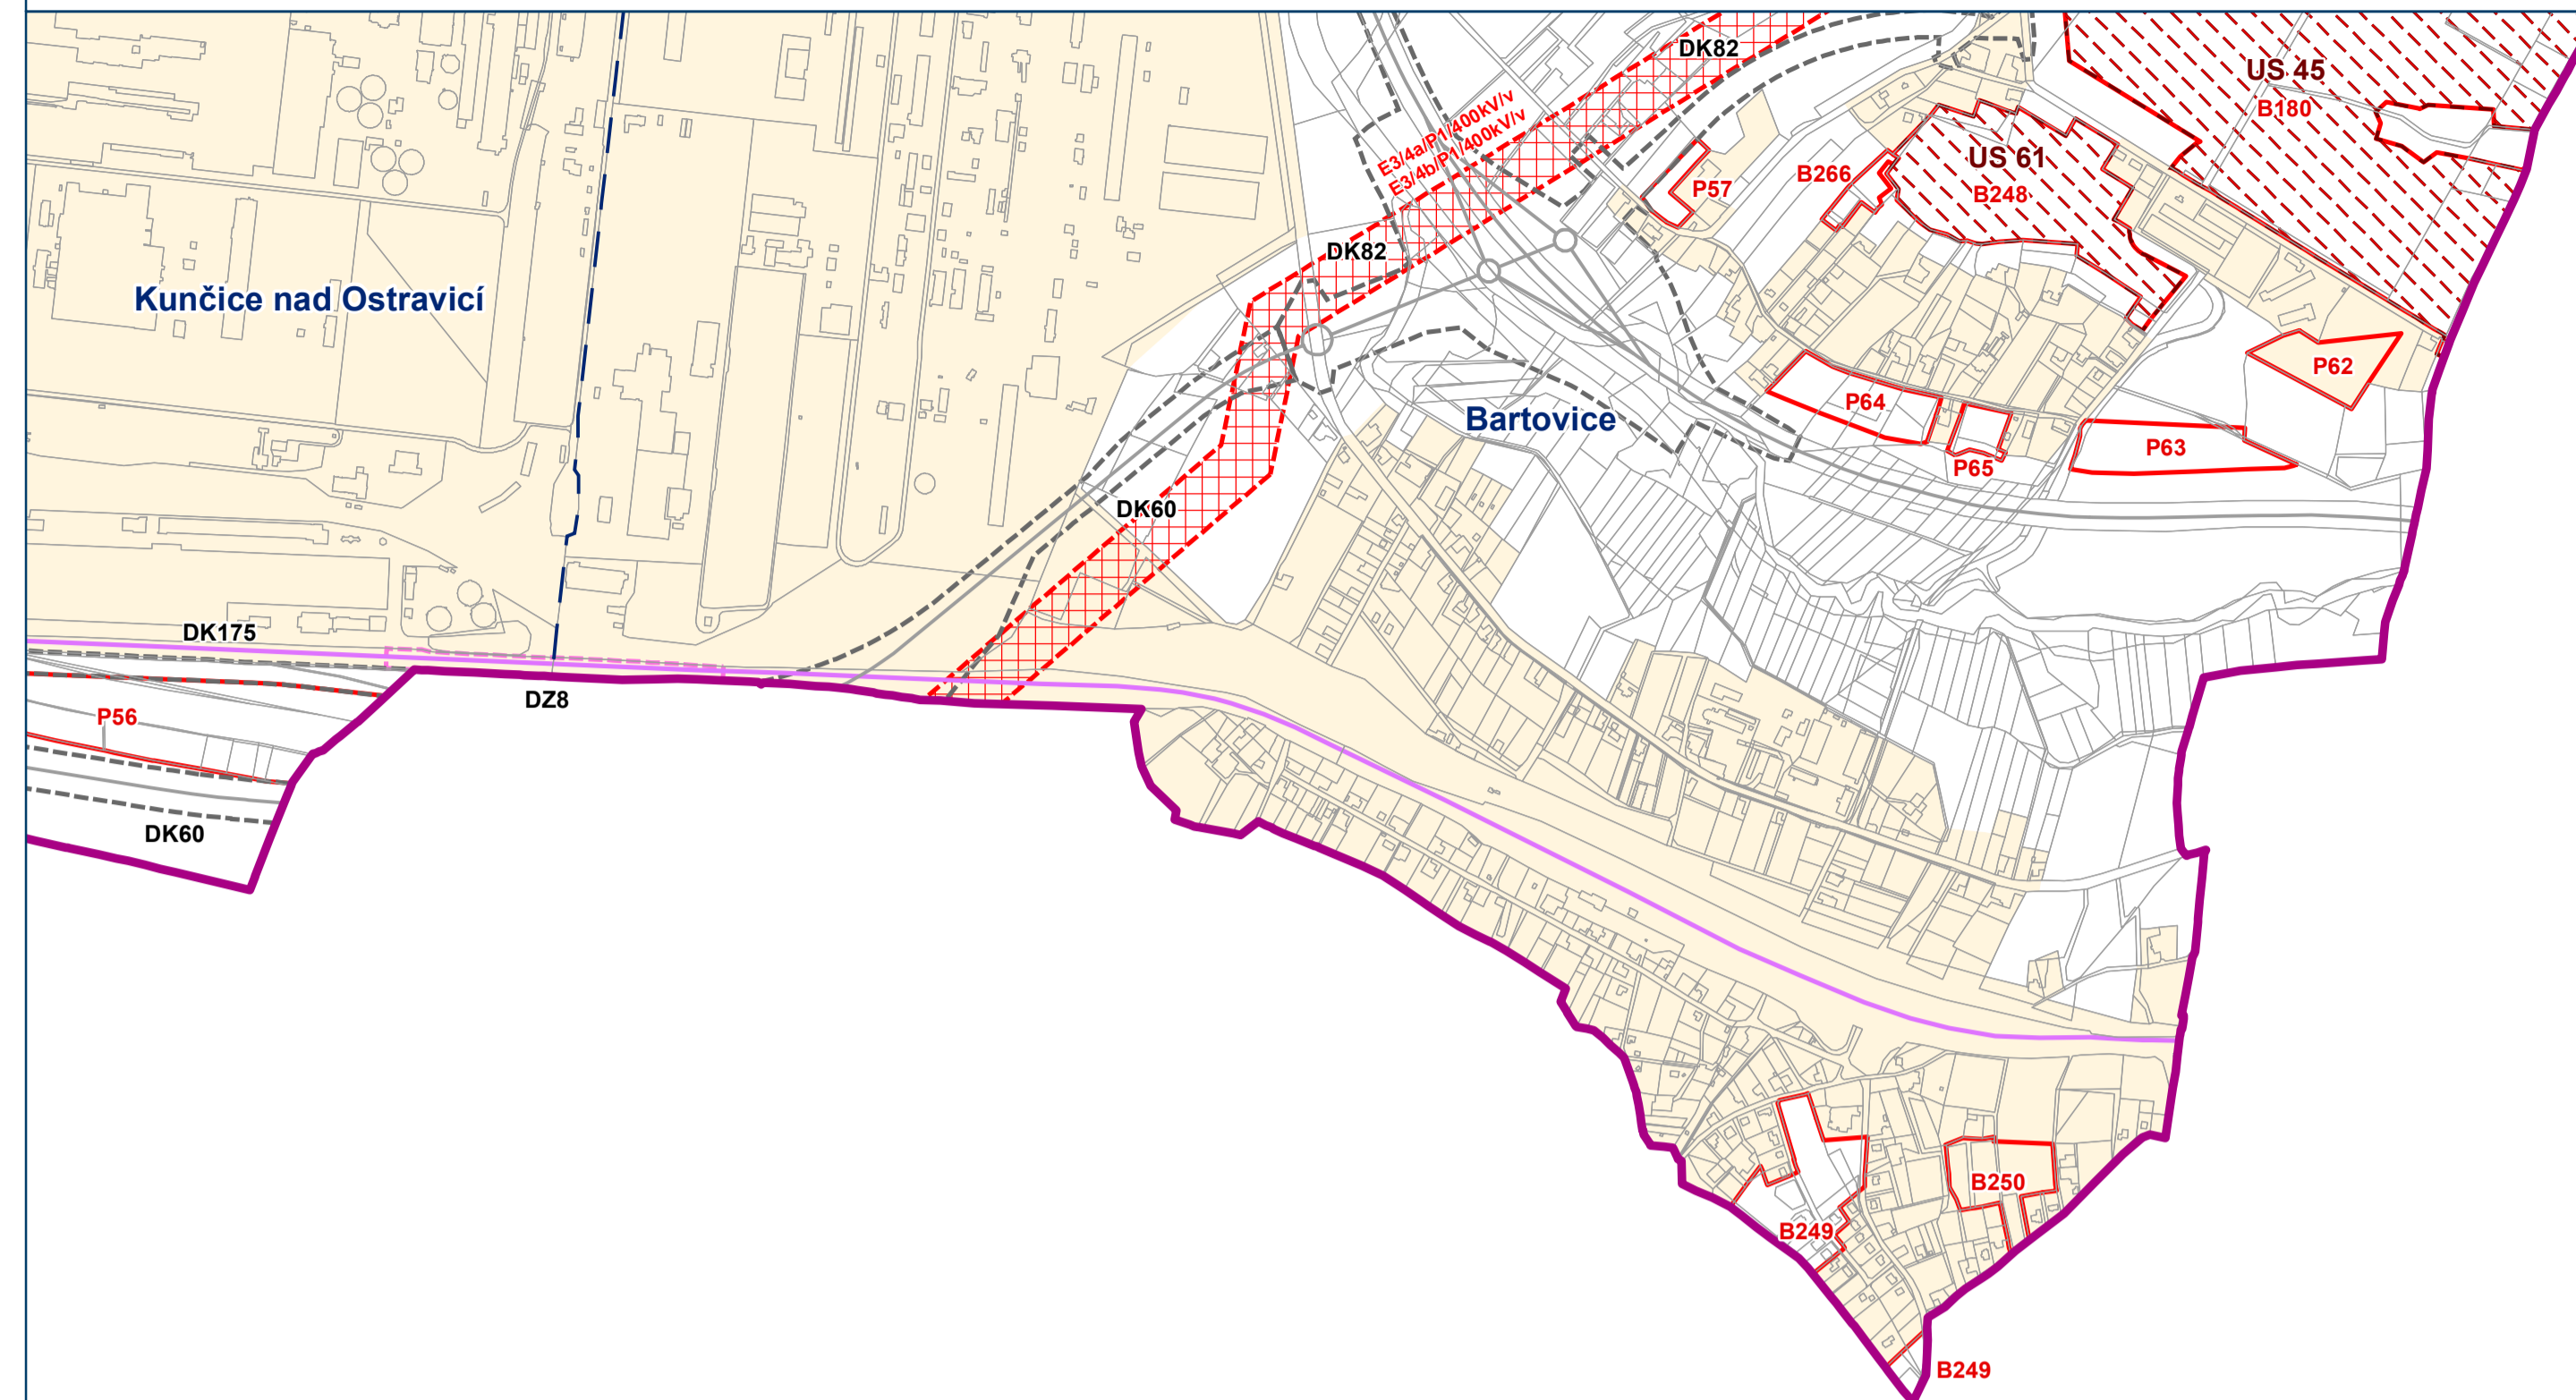 DK82
US 45
B180
E3/4a/P1/400kV/v
E3/4b/P1/400kV/v
US 61
B248
B266
P57
DK82
Kunčice nad Ostravicí
P62
P64
Bartovice
P63
P65
DK60
DK175
DZ8
P56
DK60
B250
B249
B249